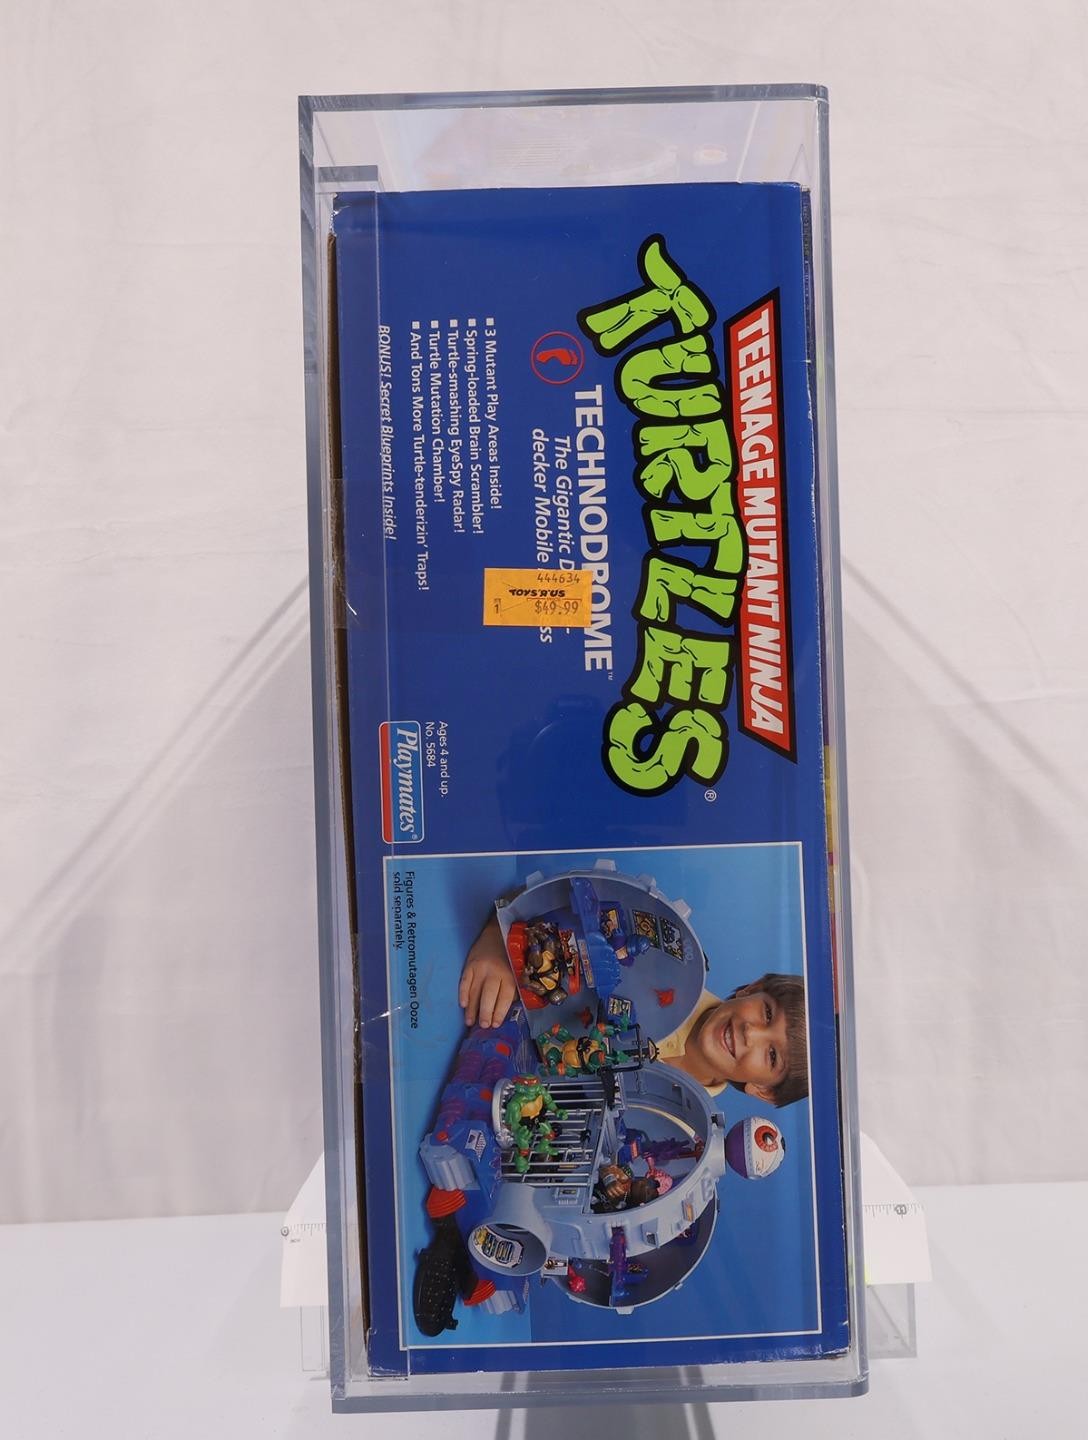 TEENAGE MUTANT NINJA
TURTLES®
TECHNODROME™
The Gigantic
decker Mobile
▪ 3 Mutant Play Areas Inside!
▪ Spring-loaded Brain Scrambler!
▪ Turtle-smashing EyeSpy Radar!
▪ Turtle Mutation Chamber!
▪ And Tons More Turtle-tenderizin' Traps!
BONUS! Secret Blueprints Inside!
444634
TOYS "R" US
1 $49.99
Ages 4 and up.
No. 5684
Playmates®
Figures & Retromutagen Ooze
sold separately.